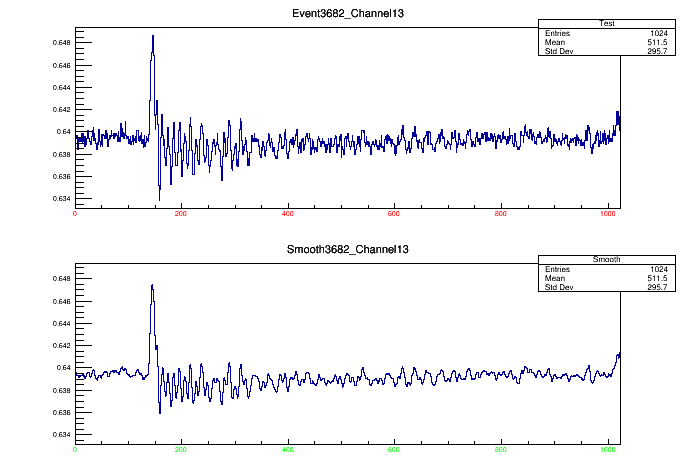 Event3682_Channel13
Test
Entries 1024
Mean 511.5
Std Dev 295.7
0.648
0.646
0.644
0.642
0.64
0.638
0.636
0.634
0 200 400 600 800 1000
Smooth3682_Channel13
Smooth
Entries 1024
Mean 511.5
Std Dev 295.7
0.648
0.646
0.644
0.642
0.64
0.638
0.636
0.634
0 200 400 600 800 1000